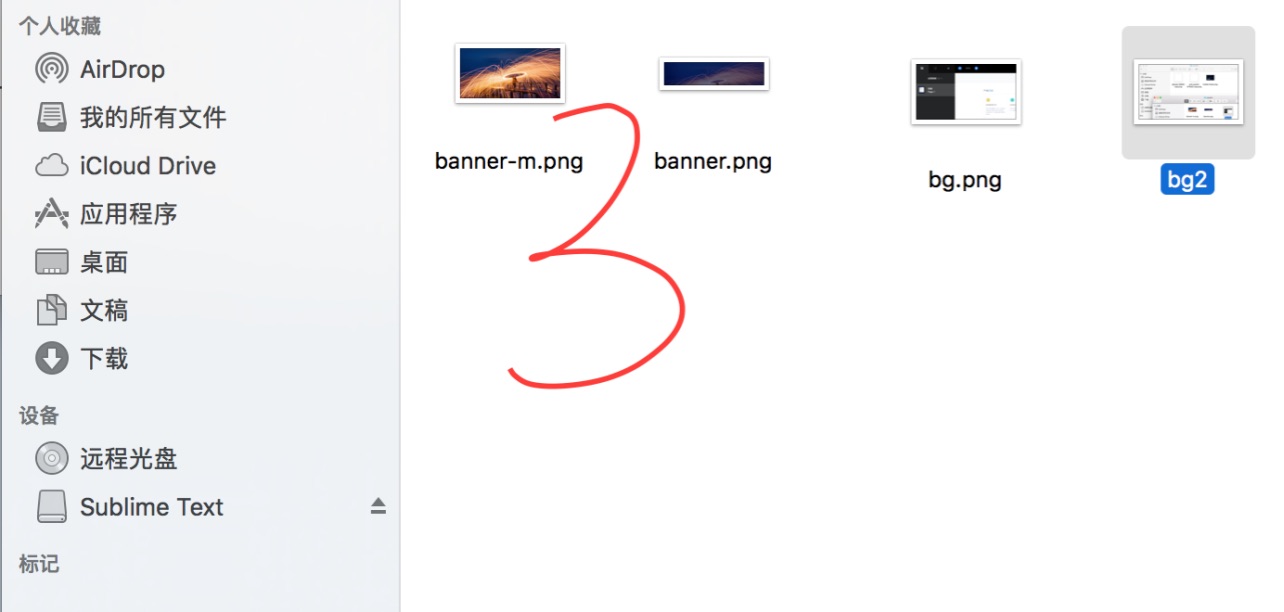 个人收藏
AirDrop
我的所有文件
iCloud Drive
应用程序
桌面
文稿
下载
设备
远程光盘
Sublime Text
标记
banner-m.png
banner.png
bg.png
bg2
3